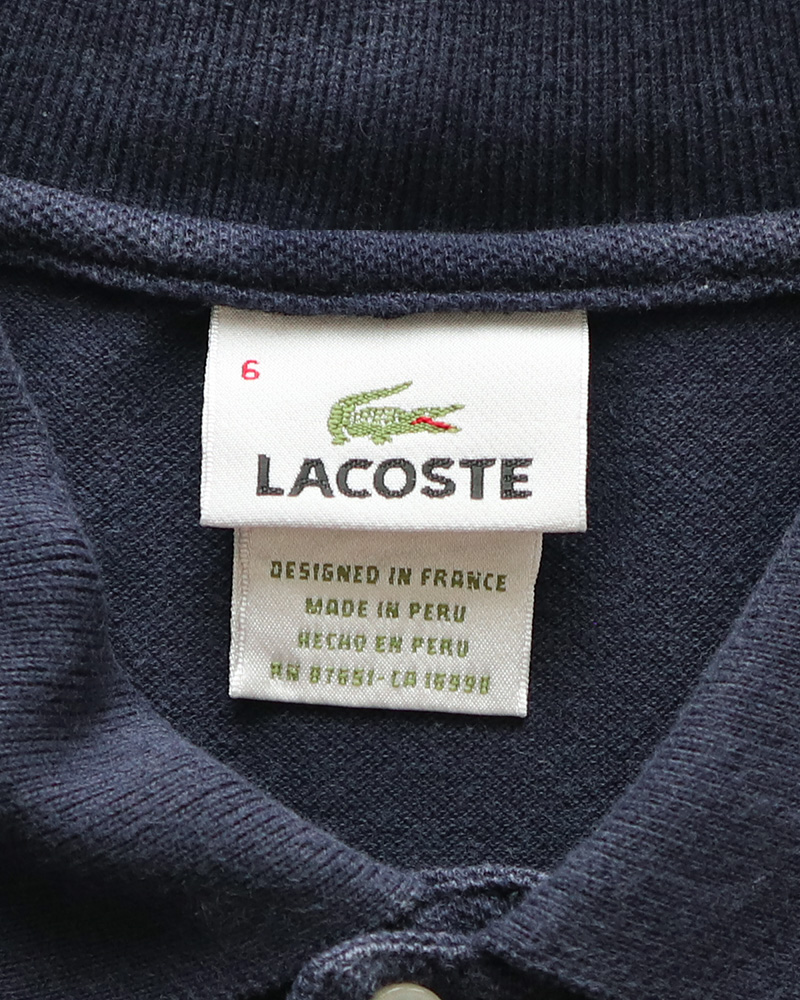 6
LACOSTE
DESIGNED IN FRANCE
MADE IN PERU
HECHO EN PERU
RN 87651-CA 16998